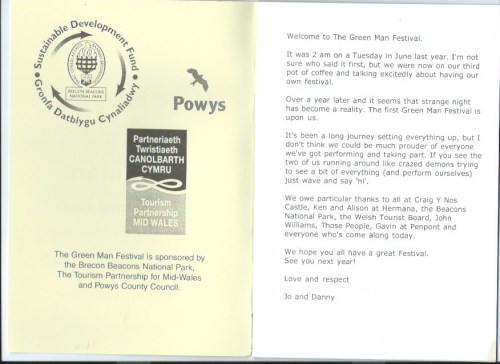 Sustainable Development Fund
BRECON BEACONS
NATIONAL PARK
Gronfa Datblygu Cynaliadwy
Powys
Partneriaeth
Twristiaeth
CANOLBARTH
CYMRU
Tourism
Partnership
MID WALES
The Green Man Festival is sponsored by
the Brecon Beacons National Park,
The Tourism Partnership for Mid-Wales
and Powys County Council.
Welcome to The Green Man Festival.
It was 2 am on a Tuesday in June last year. I'm not
sure who said it first, but we were now on our third
pot of coffee and talking excitedly about having our
own festival.
Over a year later and it seems that strange night
has become a reality. The first Green Man Festival is
upon us.
It's been a long journey setting everything up, but I
don't think we could be much prouder of everyone
we've got performing and taking part. If you see the
two of us running around like crazed demons trying
to see a bit of everything (and perform ourselves)
just wave and say 'hi'.
We owe particular thanks to all at Craig Y Nos
Castle, Ken and Alison at Hermana, the Beacons
National Park, the Welsh Tourist Board, John
Williams, Those People, Gavin at Penpont and
everyone who's come along today.
We hope you all have a great Festival.
See you next year!
Love and respect
Jo and Danny